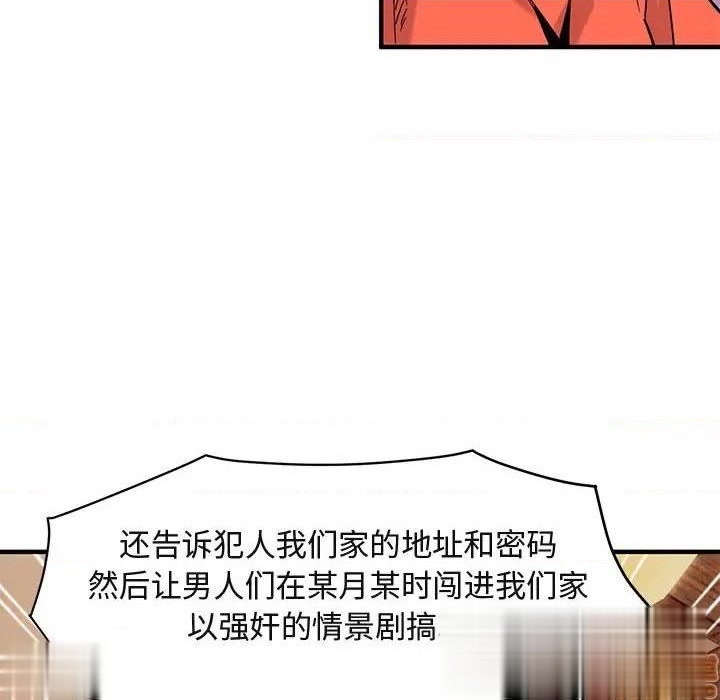 还告诉犯人我们家的地址和密码
然后让男人们在某月某时闯进我们家
以强奸的情景剧搞